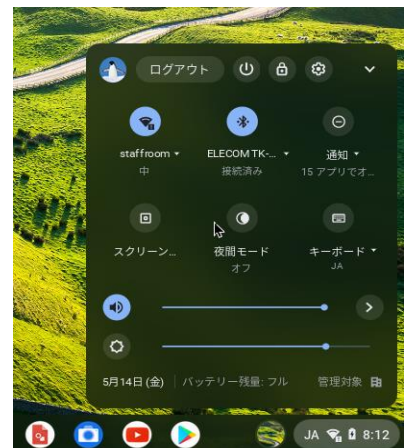 ログアウト
staffroom
中
ELECOM TK-...
接続済み
通知
15 アプリでオ...
スクリーン...
夜間モード
オフ
キーボード
JA
5月14日 (金) | バッテリー残量: フル 管理対象
JA 8:12